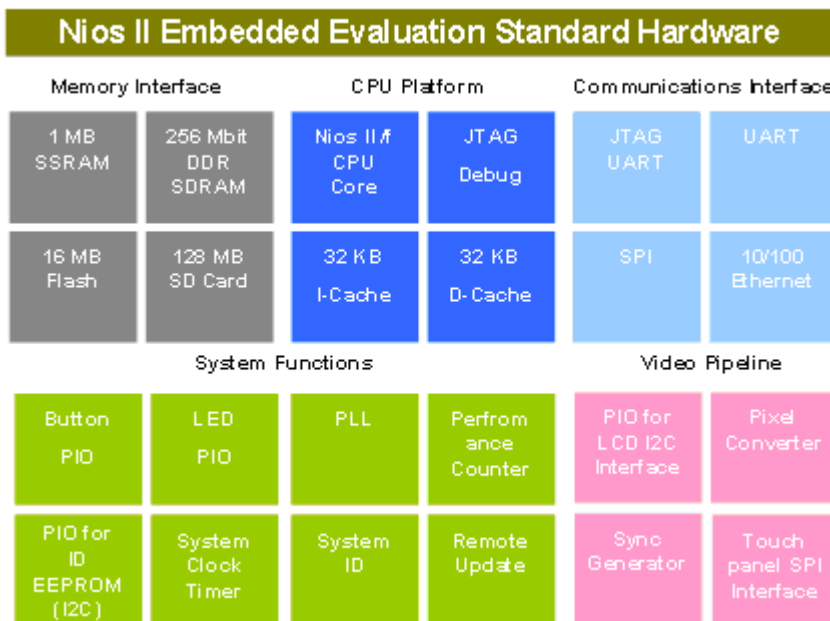 Nios II Embedded Evaluation Standard Hardware
Memory Interface
CPU Platform
Communications Interface
1 MB
SSRAM
256 Mbit
DDR
SDRAM
Nios II/f
CPU
Core
JTAG
Debug
JTAG
UART
UART
16 MB
Flash
128 MB
SD Card
32 KB
I-Cache
32 KB
D-Cache
SPI
10/100
Ethernet
System Functions
Video Pipeline
Button
PIO
LED
PIO
PLL
Perfrom
ance
Counter
PIO for
LCD I2C
Interface
Pixel
Converter
PIO for
ID
EEPROM
(I2C)
System
Clock
Timer
System
ID
Remote
Update
Sync
Generator
Touch
panel SPI
Interface